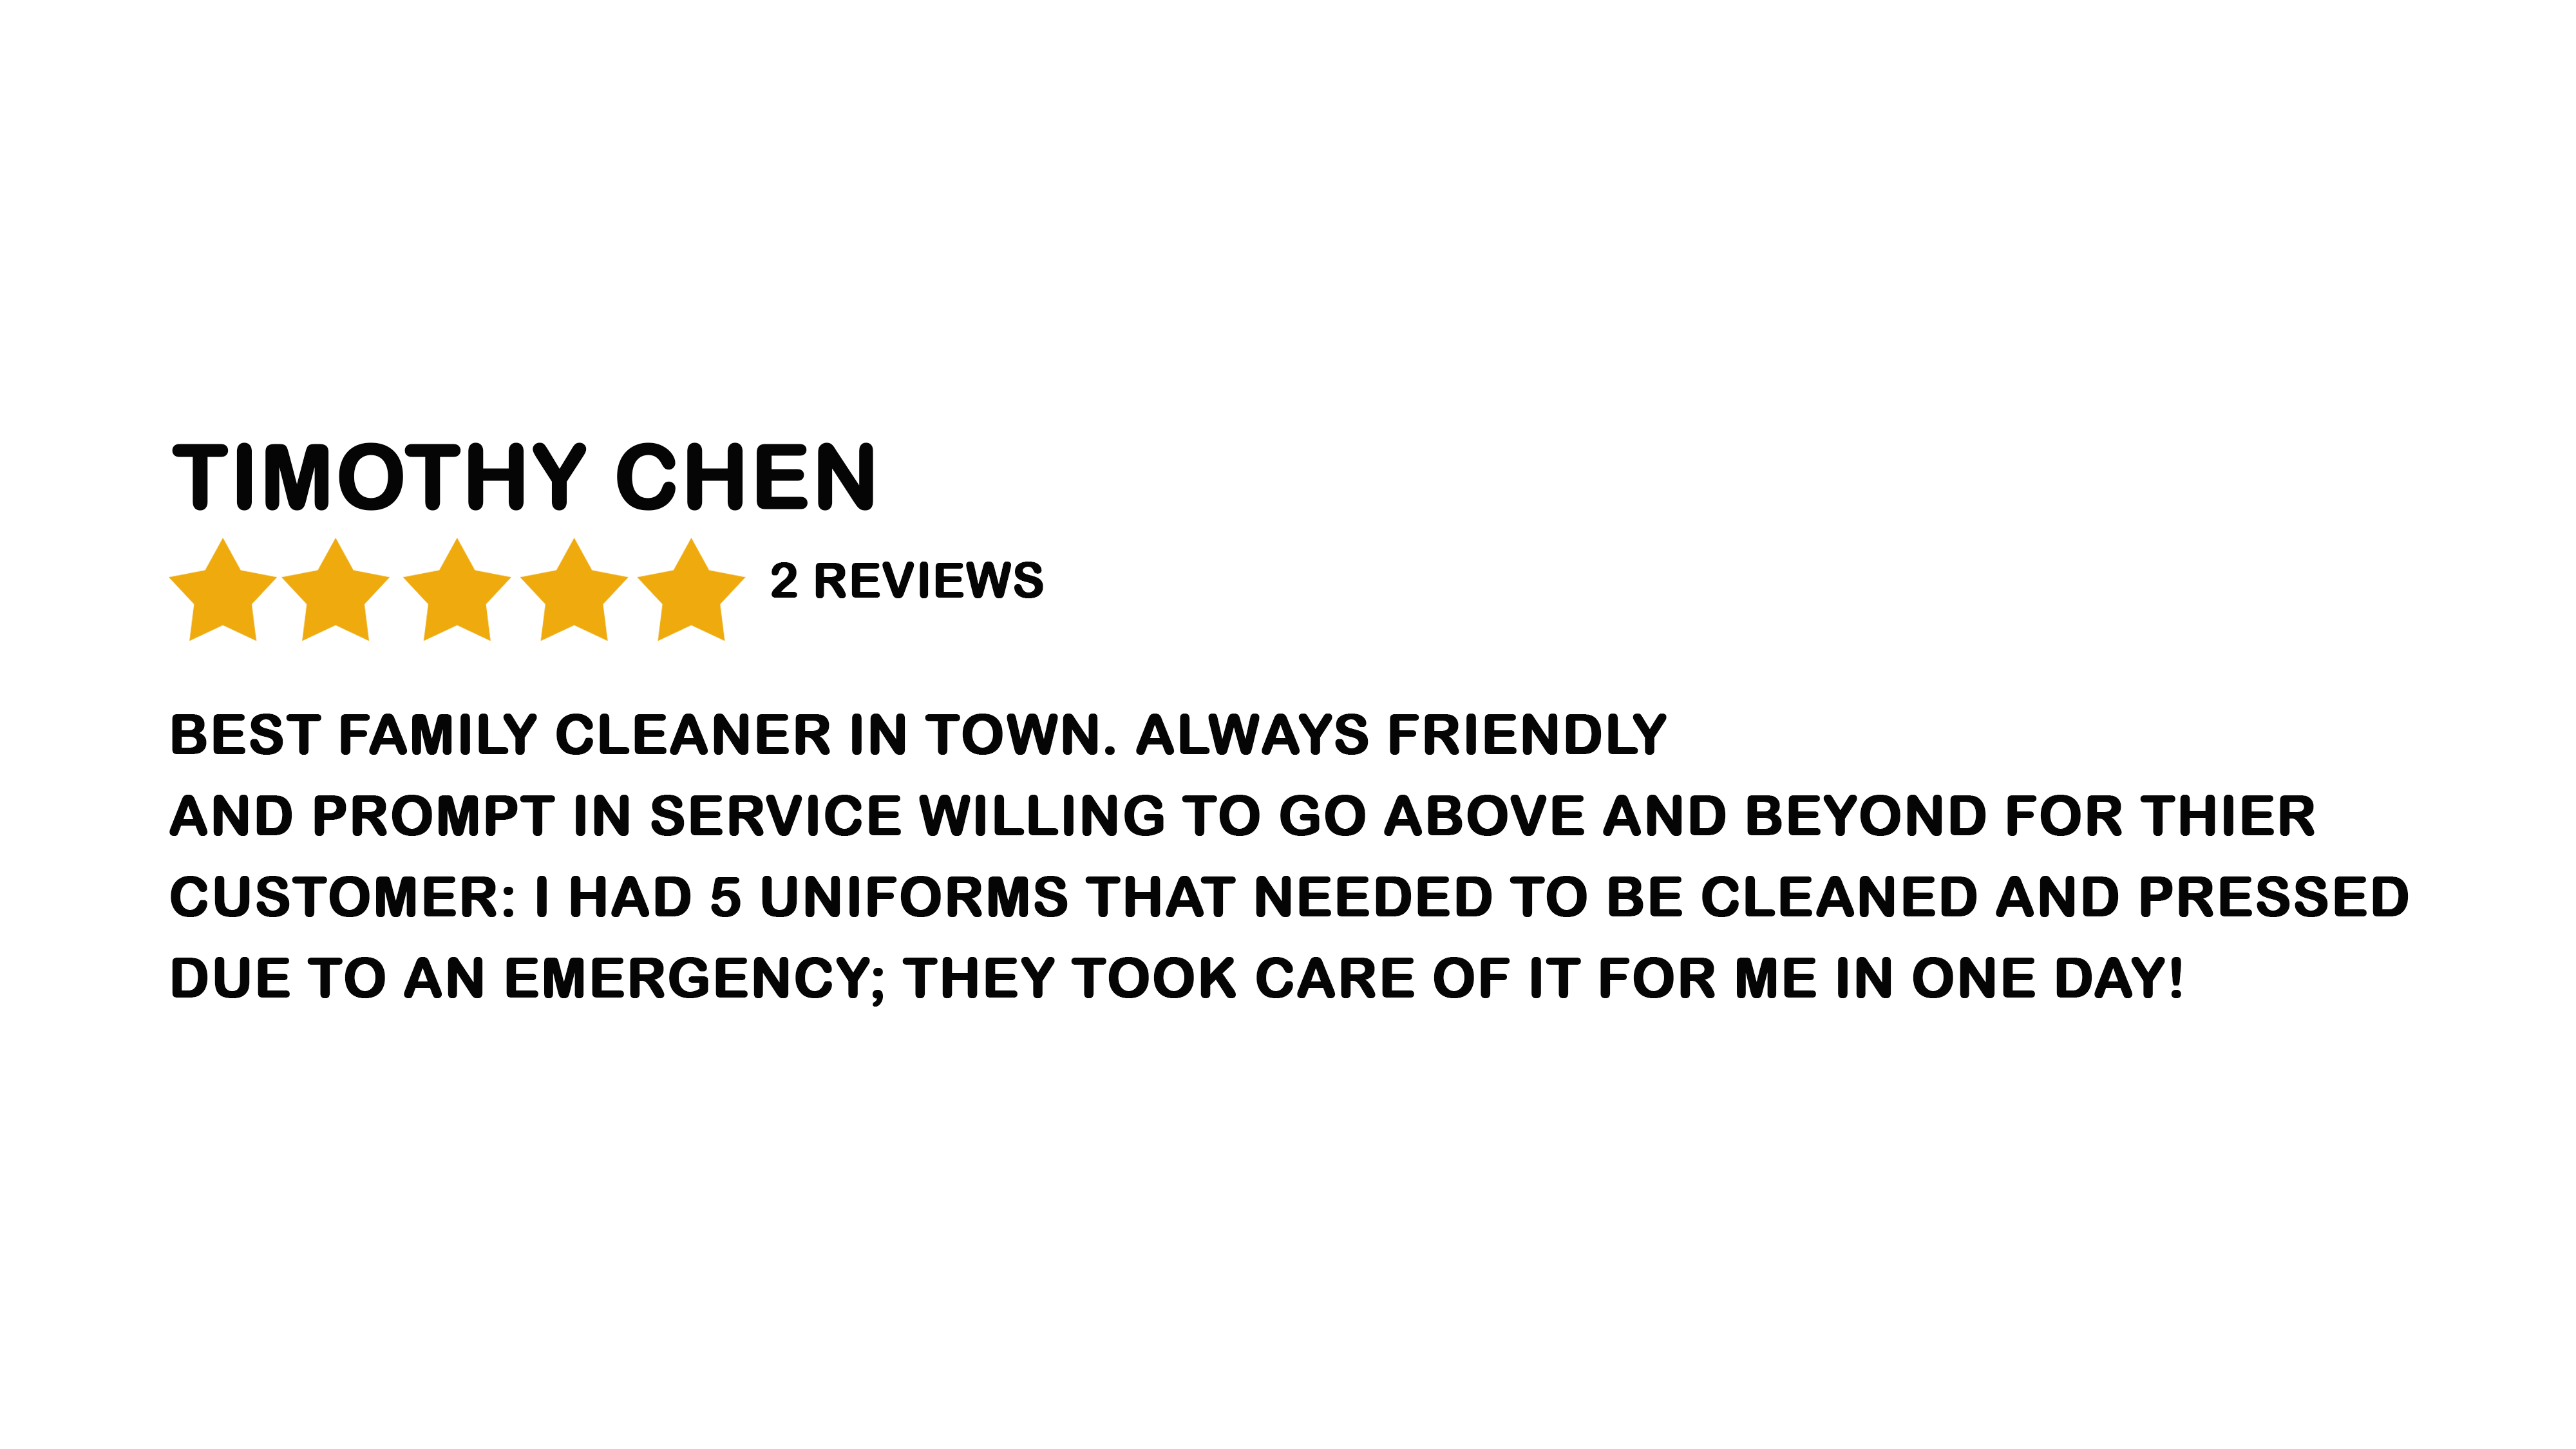 TIMOTHY CHEN
2 REVIEWS
BEST FAMILY CLEANER IN TOWN. ALWAYS FRIENDLY
AND PROMPT IN SERVICE WILLING TO GO ABOVE AND BEYOND FOR THIER
CUSTOMER: I HAD 5 UNIFORMS THAT NEEDED TO BE CLEANED AND PRESSED
DUE TO AN EMERGENCY; THEY TOOK CARE OF IT FOR ME IN ONE DAY!